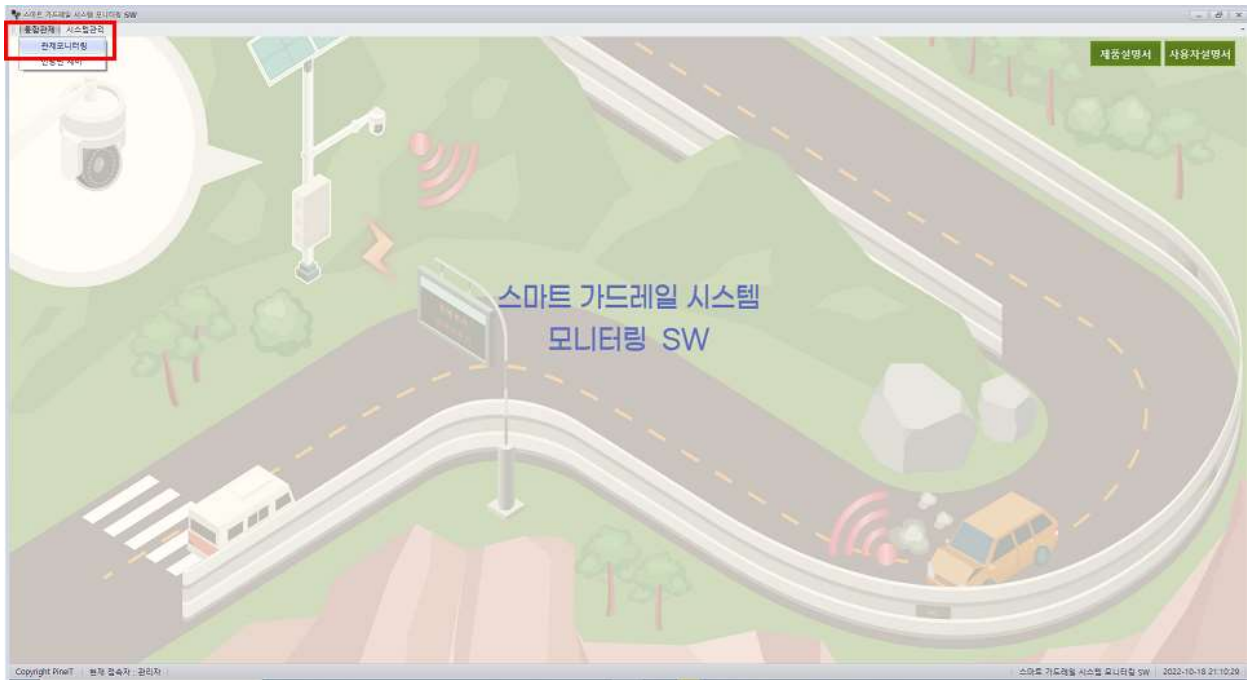 스마트 가드레일 시스템 모니터링 SW
통합관제 시스템관리
관제모니터링
제품설명서 사용자설명서
스마트 가드레일 시스템
모니터링 SW
Copyright PineIT 현재 접속자 : 관리자 스마트 가드레일 시스템 모니터링 SW 2022-10-18 21:10:29